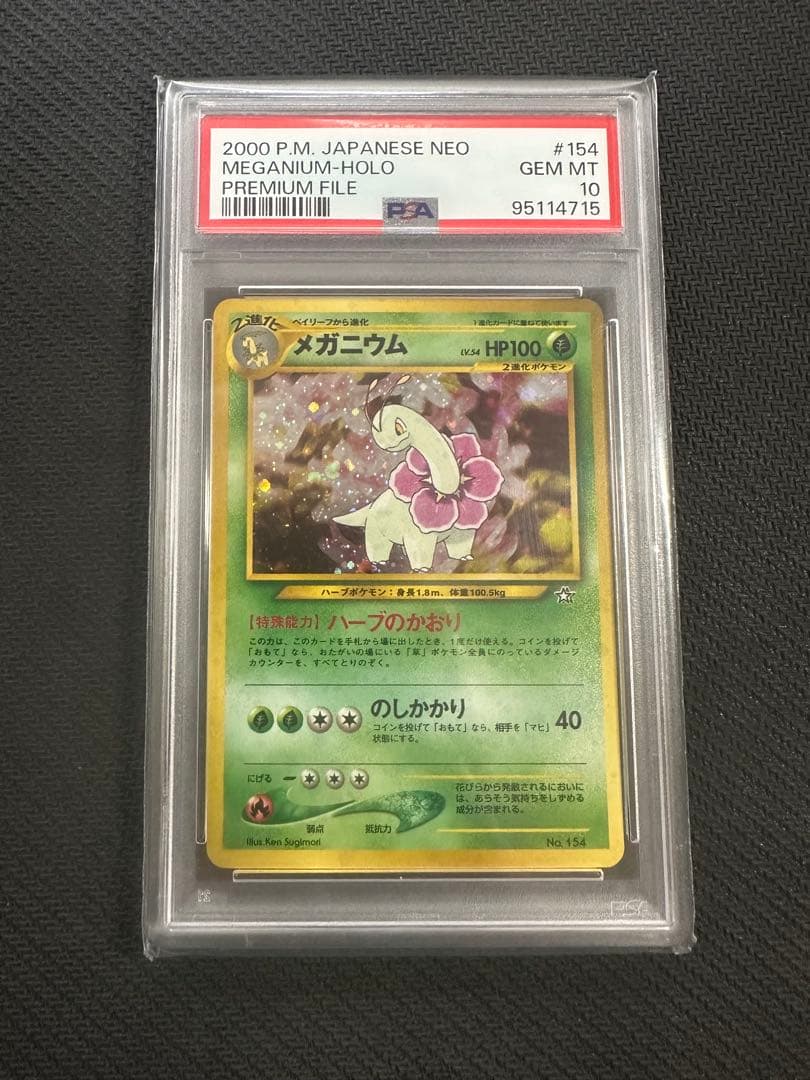 2000 P.M. JAPANESE NEO #154
MEGANIUM-HOLO GEM MT
PREMIUM FILE 10
PSA 95114715
2進化 ベイリーフから進化 1進化カードに重ねて使います
メガニウム LV.54 HP100
2進化ポケモン
ハーブポケモン：身長1.8m、体重100.5kg
【特殊能力】ハーブのかおり
この力は、このカードを手札から場に出したとき、1度だけ使える。コインを投げて
「おもて」なら、おたがいの場にいる「草」ポケモン全員にのっているダメージ
カウンターを、すべてとりのぞく。
のしかかり 40
コインを投げて「おもて」なら、相手を「マヒ」
状態にする。
にげる
花びらから発散されるにおいに
は、あらそう気持ちをしずめる
成分が含まれる。
弱点 抵抗力
Illus.Ken Sugimori No.154
PSA